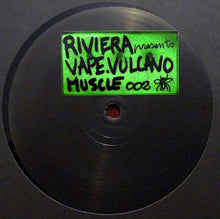 RIVIERA presents
VAPE.VULCANO
MUSCLE 002